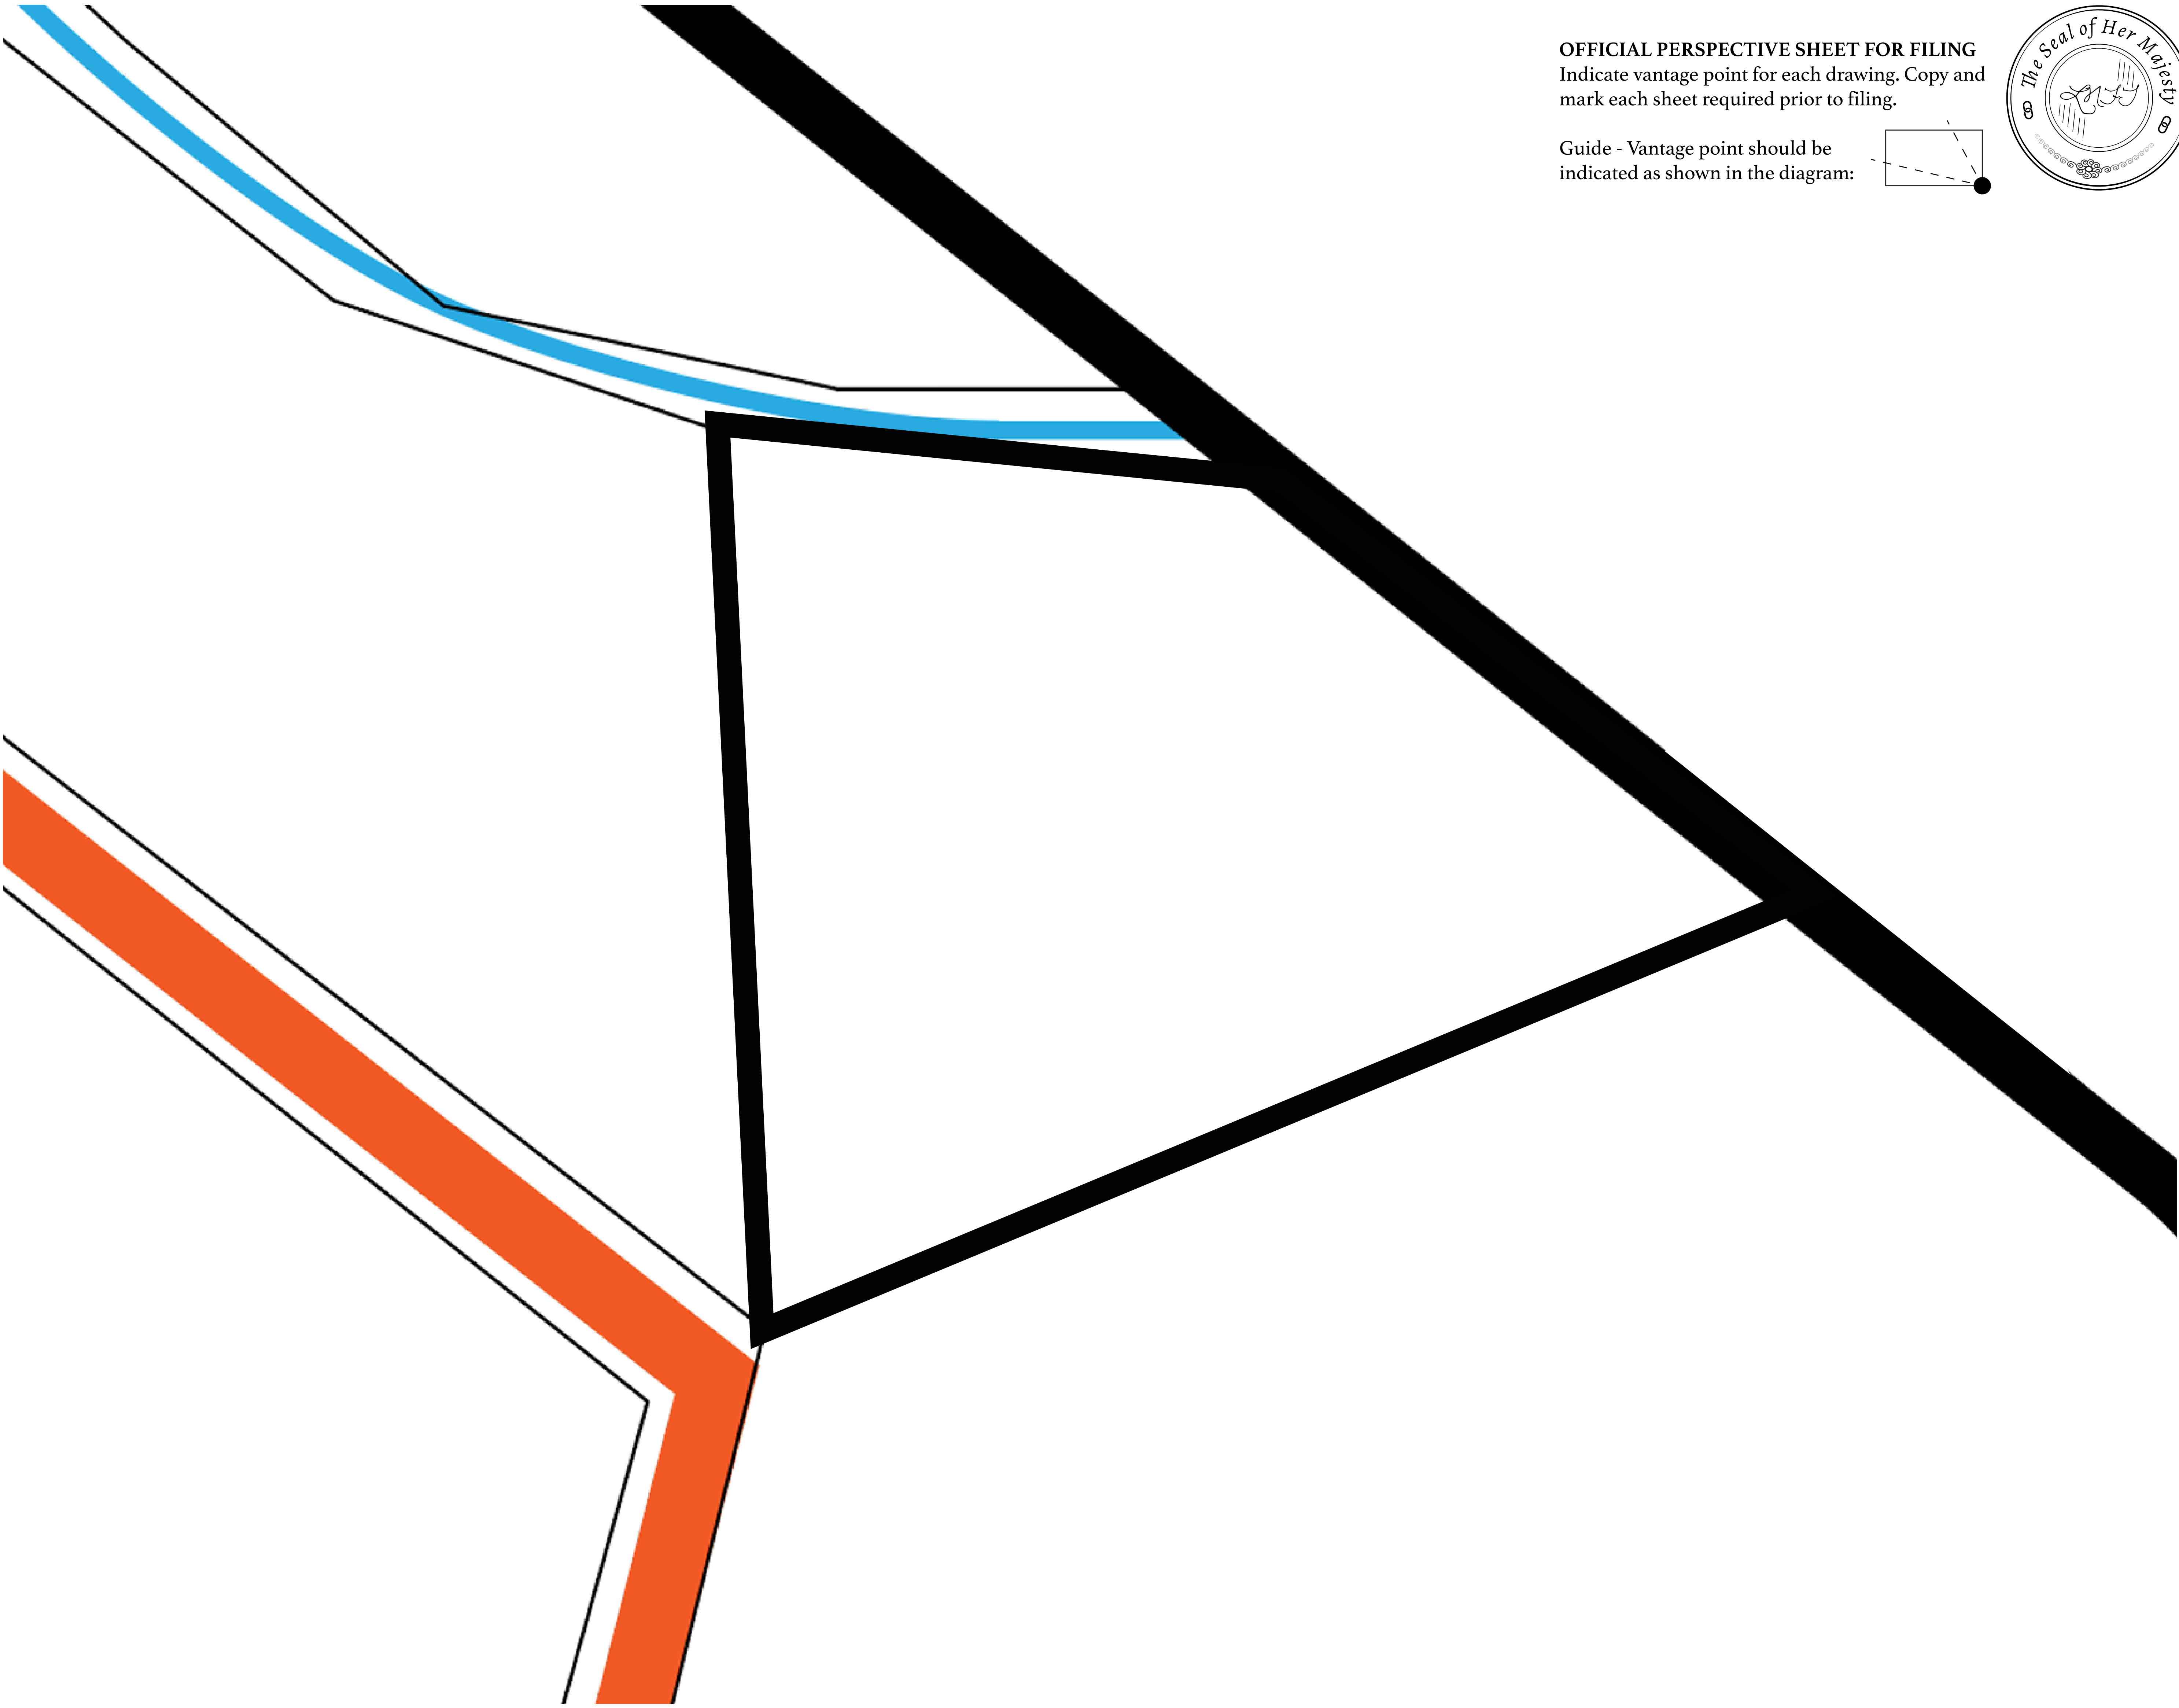 OFFICIAL PERSPECTIVE SHEET FOR FILING
Indicate vantage point for each drawing. Copy and
mark each sheet required prior to filing.
Guide - Vantage point should be
indicated as shown in the diagram:
The Seal of Her Majesty